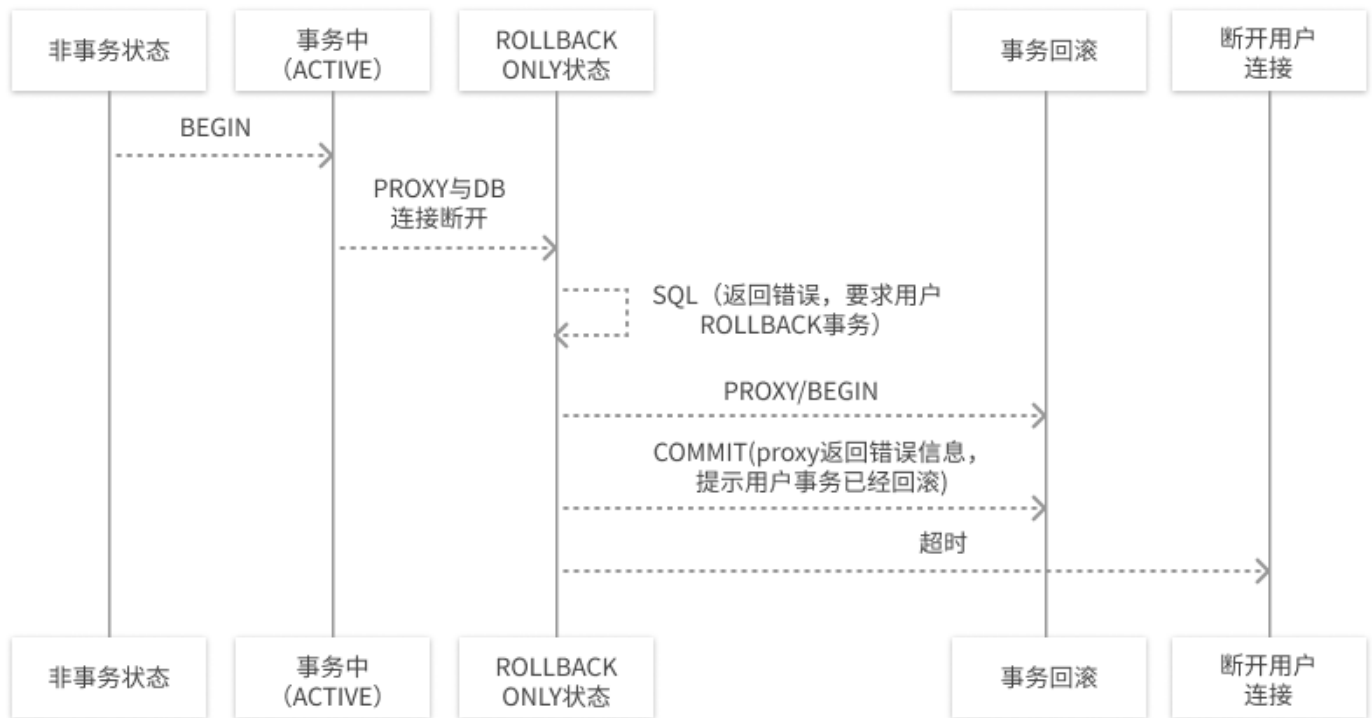 非事务状态
事务中
（ACTIVE）
ROLLBACK
ONLY状态
事务回滚
断开用户
连接
BEGIN
PROXY与DB
连接断开
SQL（返回错误，要求用户
ROLLBACK事务）
PROXY/BEGIN
COMMIT(proxy返回错误信息，
提示用户事务已经回滚)
超时
非事务状态
事务中
（ACTIVE）
ROLLBACK
ONLY状态
事务回滚
断开用户
连接